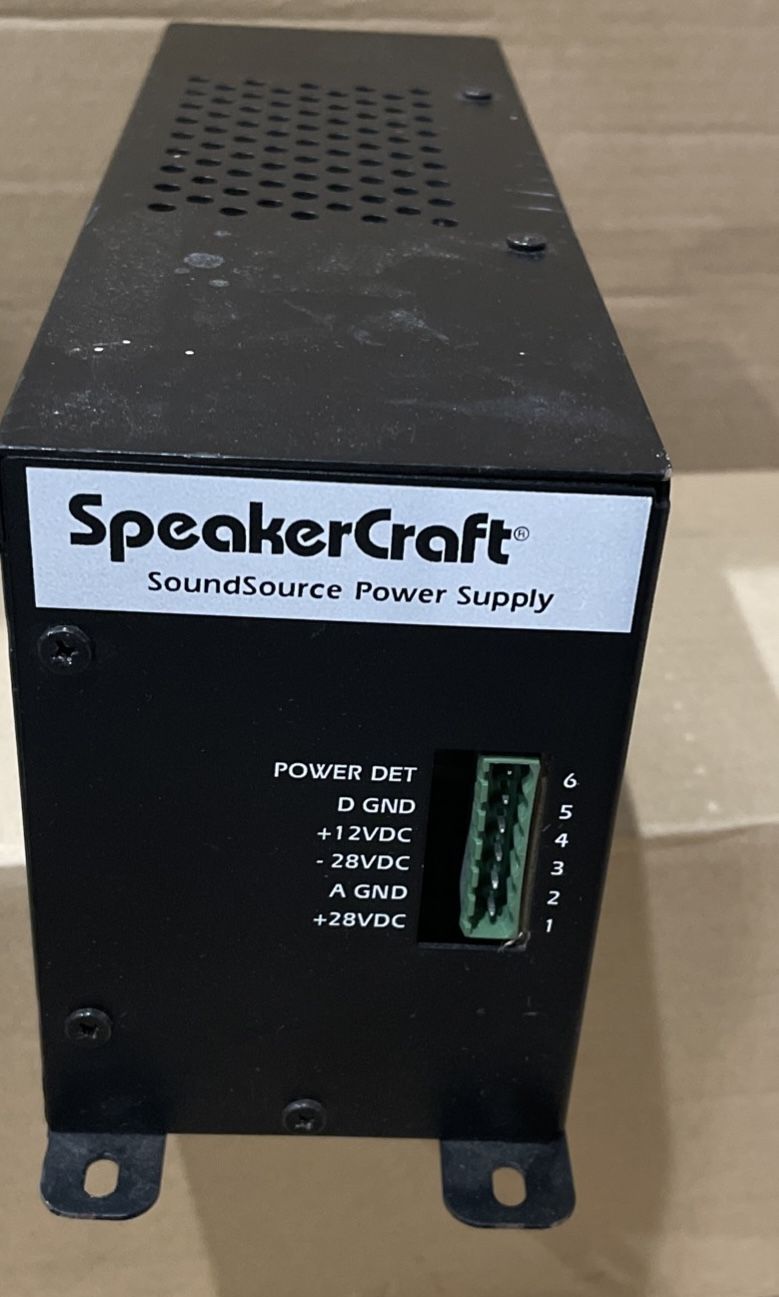 SpeakerCraft®
SoundSource Power Supply
POWER DET 6
D GND 5
+12VDC 4
- 28VDC 3
A GND 2
+28VDC 1